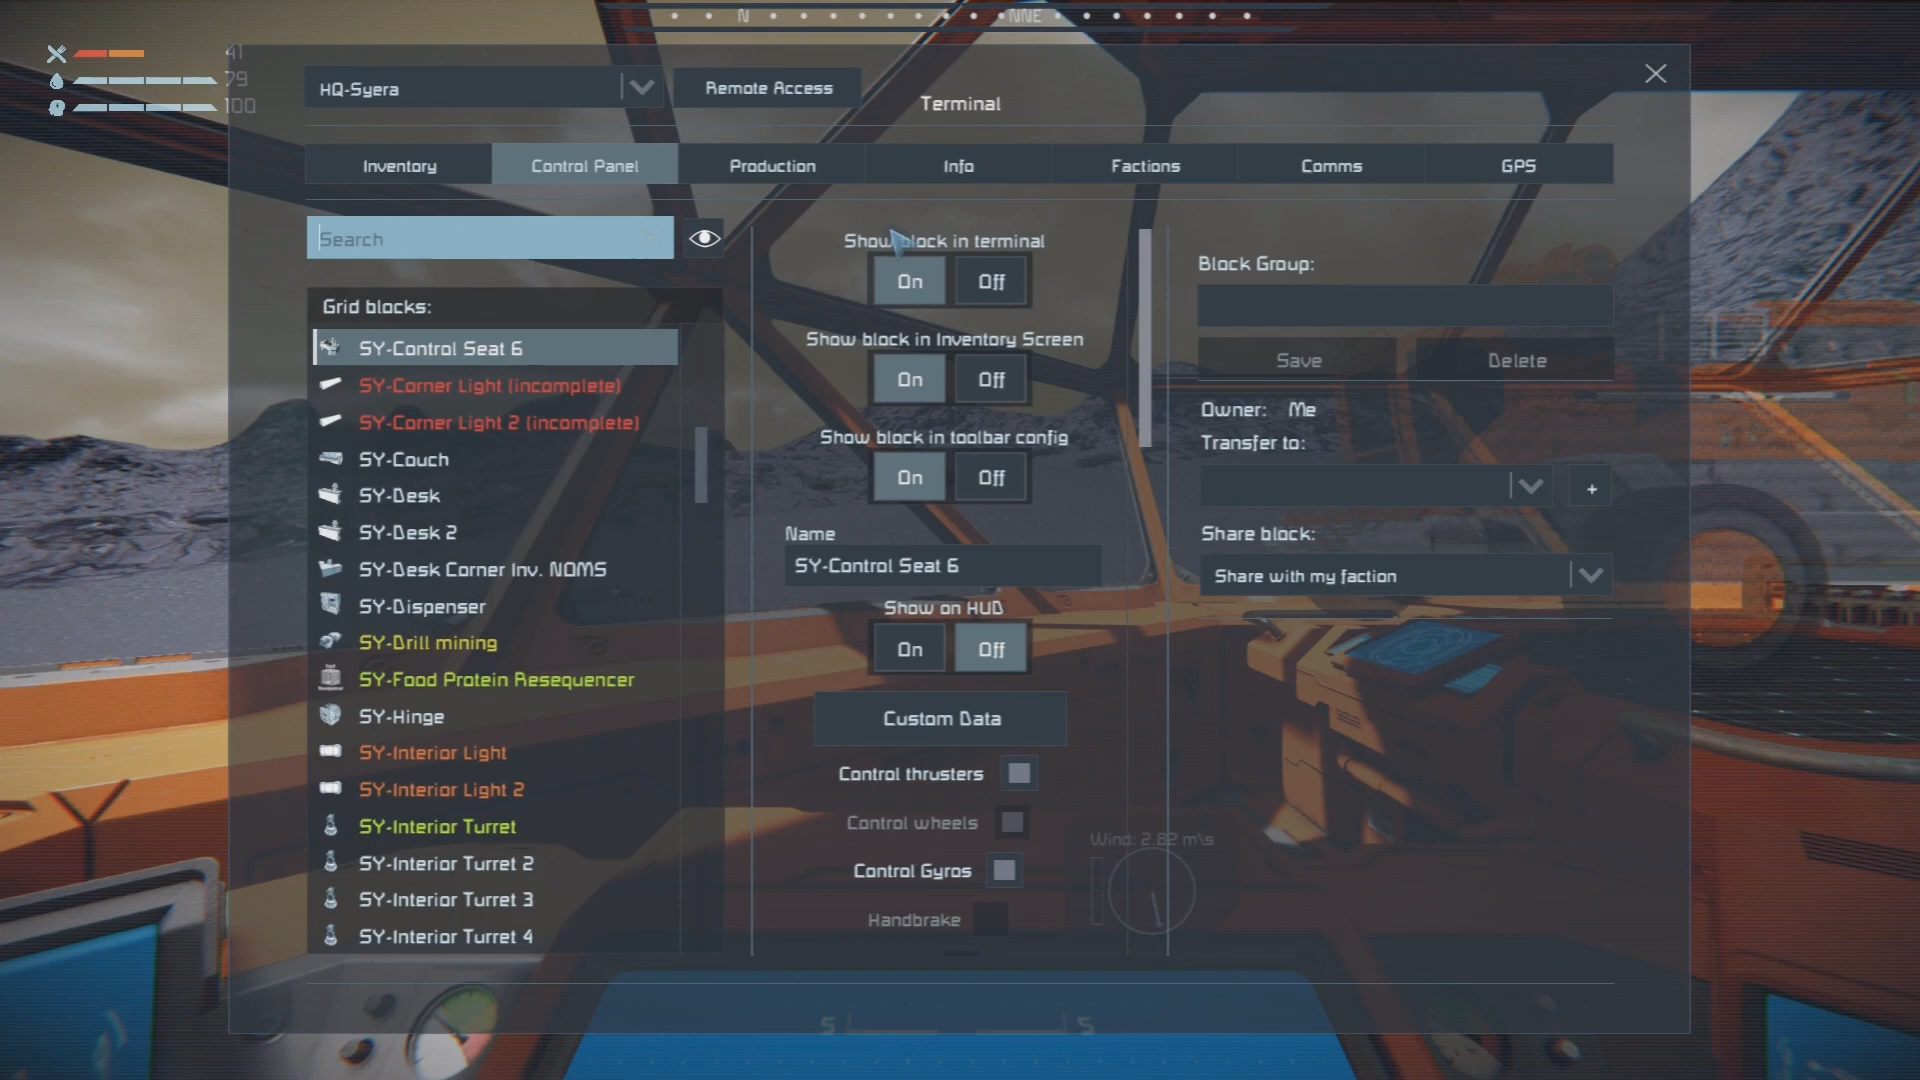 N
NNE
41
79
100
HQ-Syera
Remote Access
Terminal
Inventory
Control Panel
Production
Info
Factions
Comms
GPS
Search
Grid blocks:
SY-Control Seat 6
SY-Corner Light (incomplete)
SY-Corner Light 2 (incomplete)
SY-Couch
SY-Desk
SY-Desk 2
SY-Desk Corner Inv. NOMS
SY-Dispenser
SY-Drill mining
SY-Food Protein Resequencer
SY-Hinge
SY-Interior Light
SY-Interior Light 2
SY-Interior Turret
SY-Interior Turret 2
SY-Interior Turret 3
SY-Interior Turret 4
Show block in terminal
On Off
Show block in Inventory Screen
On Off
Show block in toolbar config
On Off
Name
SY-Control Seat 6
Show on HUD
On Off
Custom Data
Control thrusters
Control wheels
Control Gyros
Handbrake
Block Group:
Save Delete
Owner: Me
Transfer to:
+
Share block:
Share with my faction
Wind: 2.82 m\s
S S